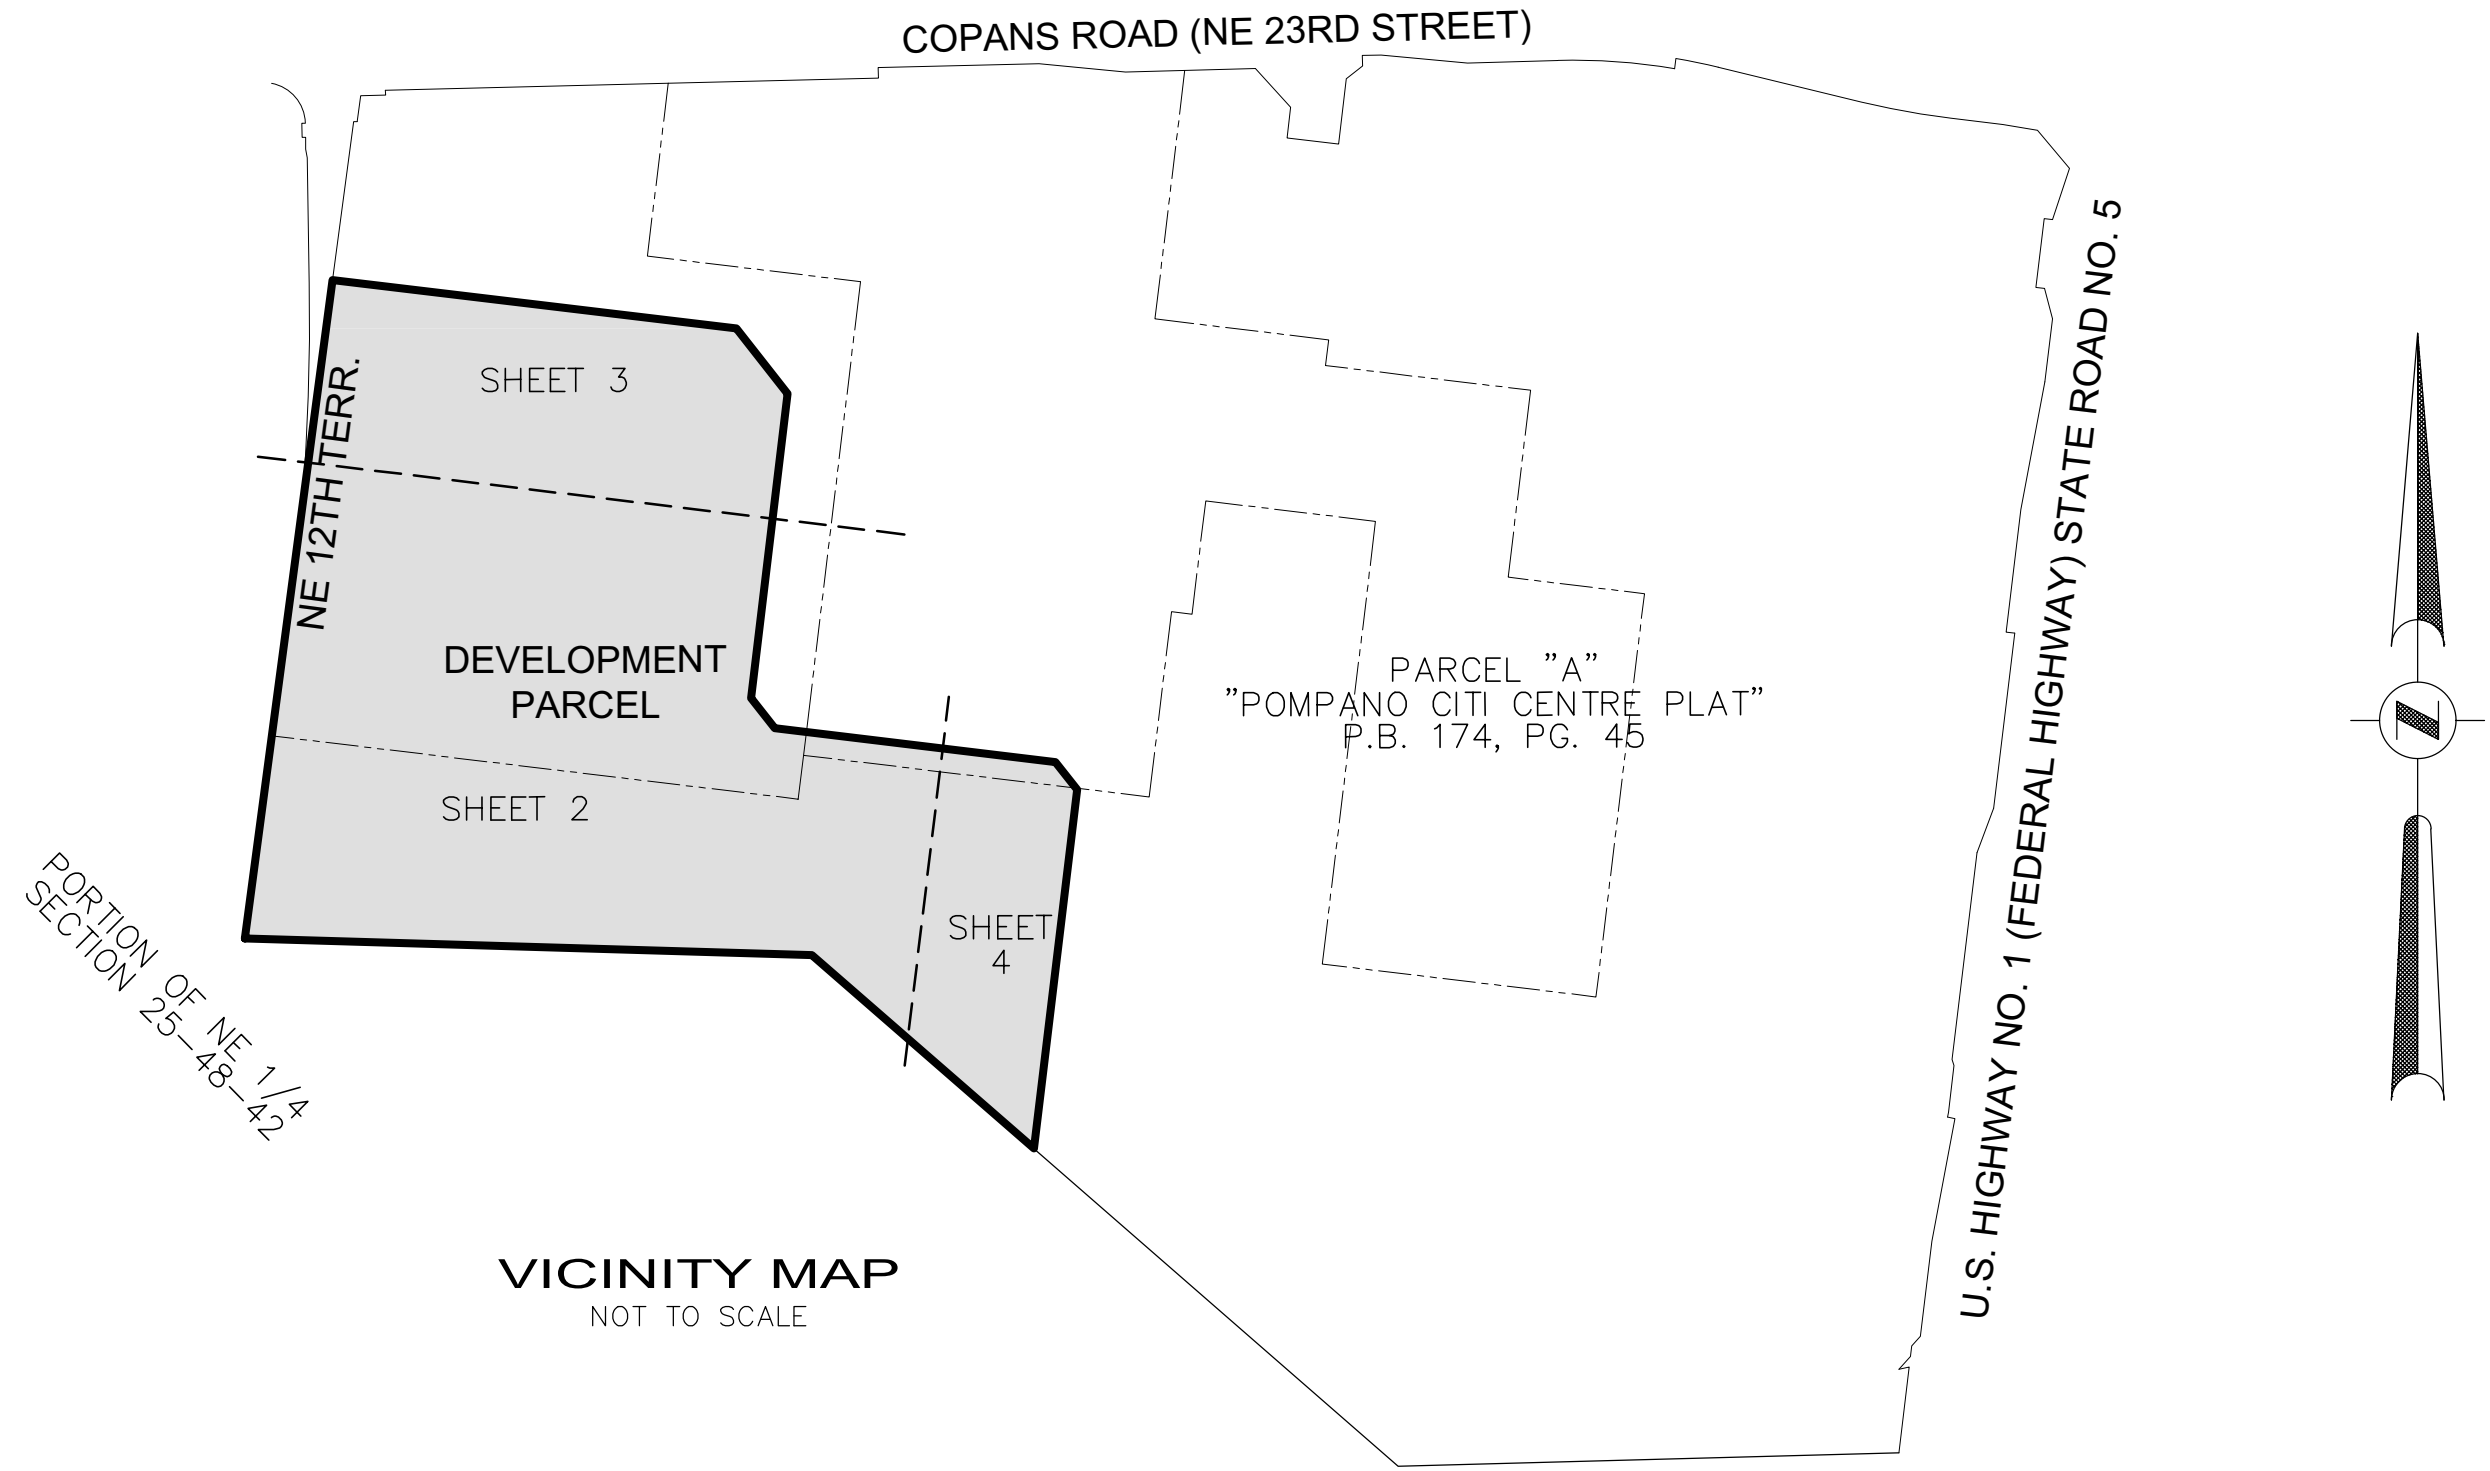 COPANS ROAD (NE 23RD STREET)
U.S. HIGHWAY NO. 1 (FEDERAL HIGHWAY) STATE ROAD NO. 5
NE 12TH TERR.
SHEET 3
DEVELOPMENT
PARCEL
PARCEL "A"
"POMPANO CITI CENTRE PLAT"
P.B. 174, PG. 45
SHEET 2
SHEET
4
PORTION OF NE 1/4
SECTION 25-48-42
N
VICINITY MAP
NOT TO SCALE